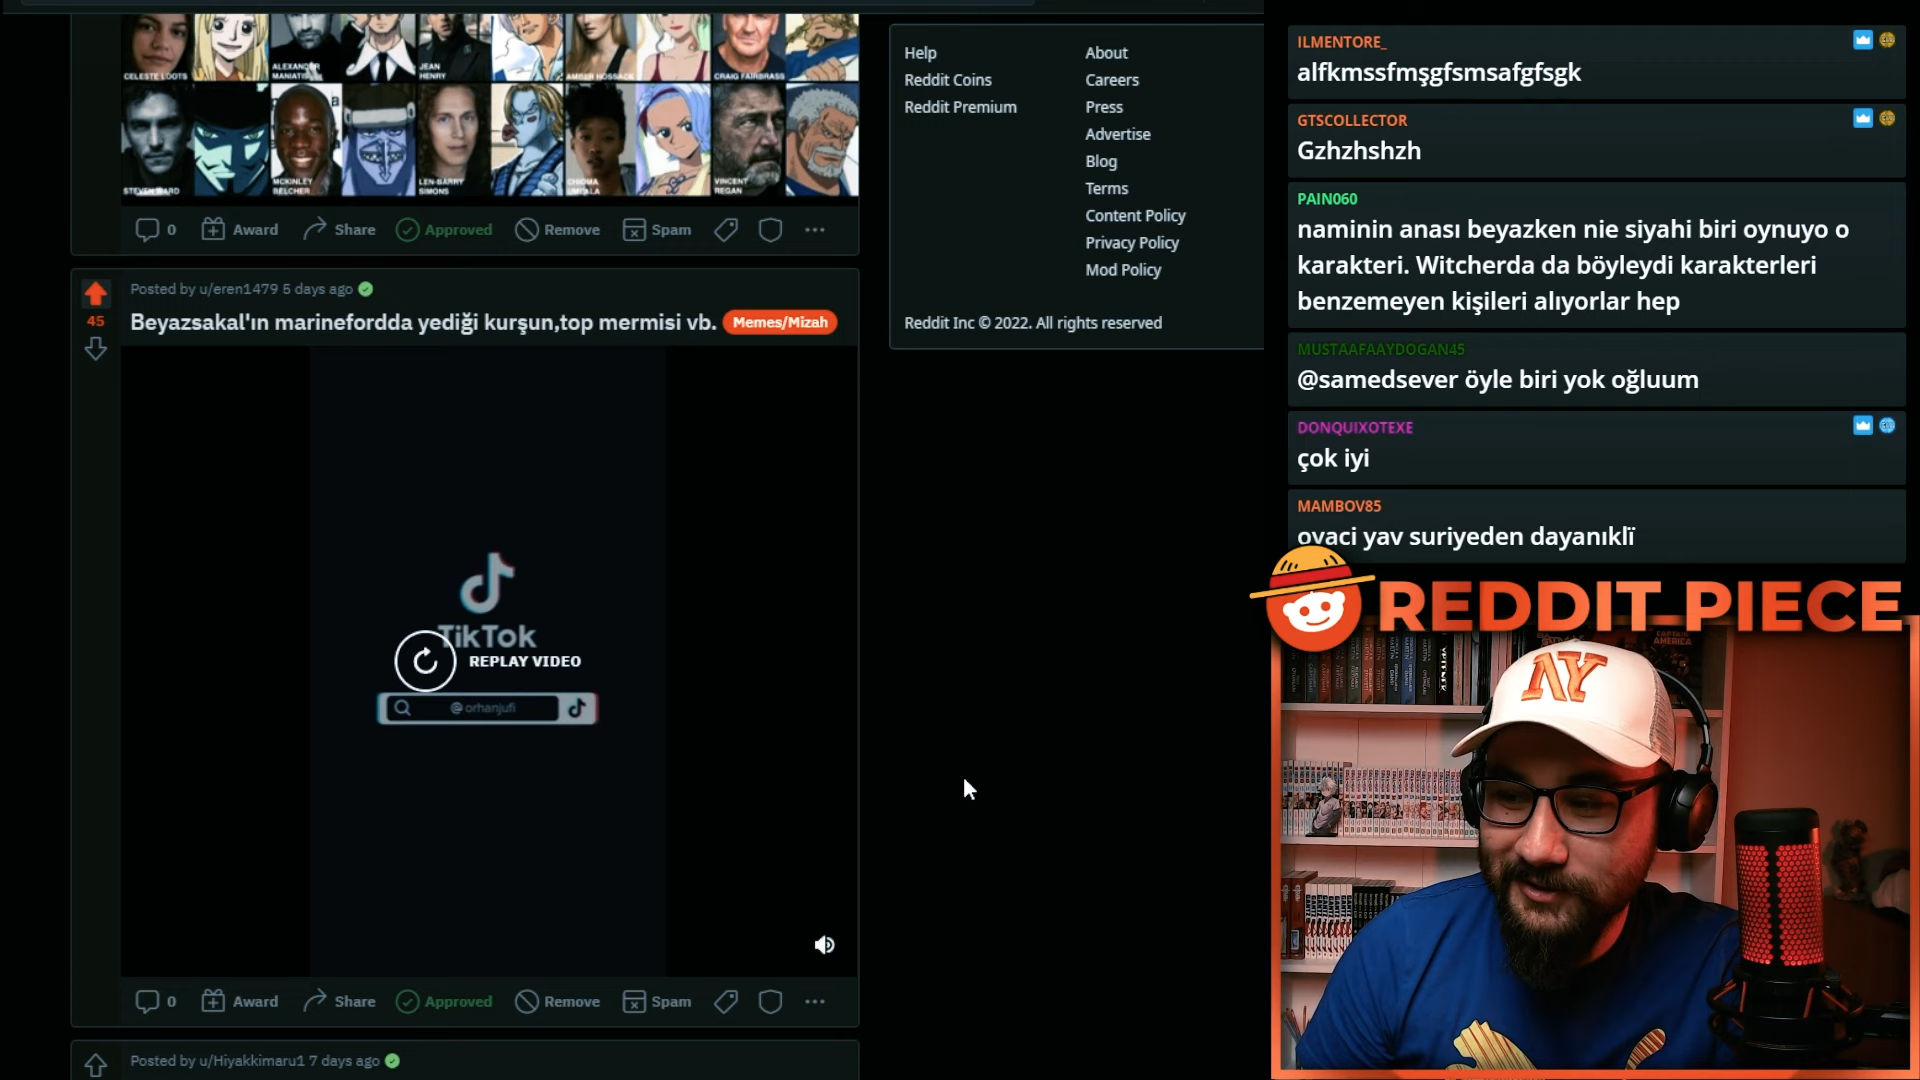 CELESTE LOOTS
ALEXANDER
MANIATIS
JEAN
HENRY
AMBER HOSSACK
CRAIG FAIRBRASS
STEVEN WARD
MCKINLEY
BELCHER
LEN-BARRY
SIMONS
CHIOMA
UMEALA
VINCENT
REGAN
0
Award
Share
Approved
Remove
Spam
Posted by u/eren1479 5 days ago
45
Beyazsakal'ın marinefordda yediği kurşun,top mermisi vb.
Memes/Mizah
TikTok
REPLAY VIDEO
@orhanjufi
0
Award
Share
Approved
Remove
Spam
Posted by u/Hiyakkimaru1 7 days ago
Help
About
Reddit Coins
Careers
Reddit Premium
Press
Advertise
Blog
Terms
Content Policy
Privacy Policy
Mod Policy
Reddit Inc © 2022. All rights reserved
ILMENTORE_
alfkmssfmşgfsmsafgfsgk
GTSCOLLECTOR
Gzhzhshzh
PAIN060
naminin anası beyazken nie siyahi biri oynuyo o
karakteri. Witcherda da böyleydi karakterleri
benzemeyen kişileri alıyorlar hep
MUSTAAFAAYDOGAN45
@samedsever öyle biri yok oğluum
DONQUIXOTEXE
çok iyi
MAMBOV85
ovaci yav suriyeden dayanıklï
REDDIT PIECE
CAPTAIN
AMERICA
NY